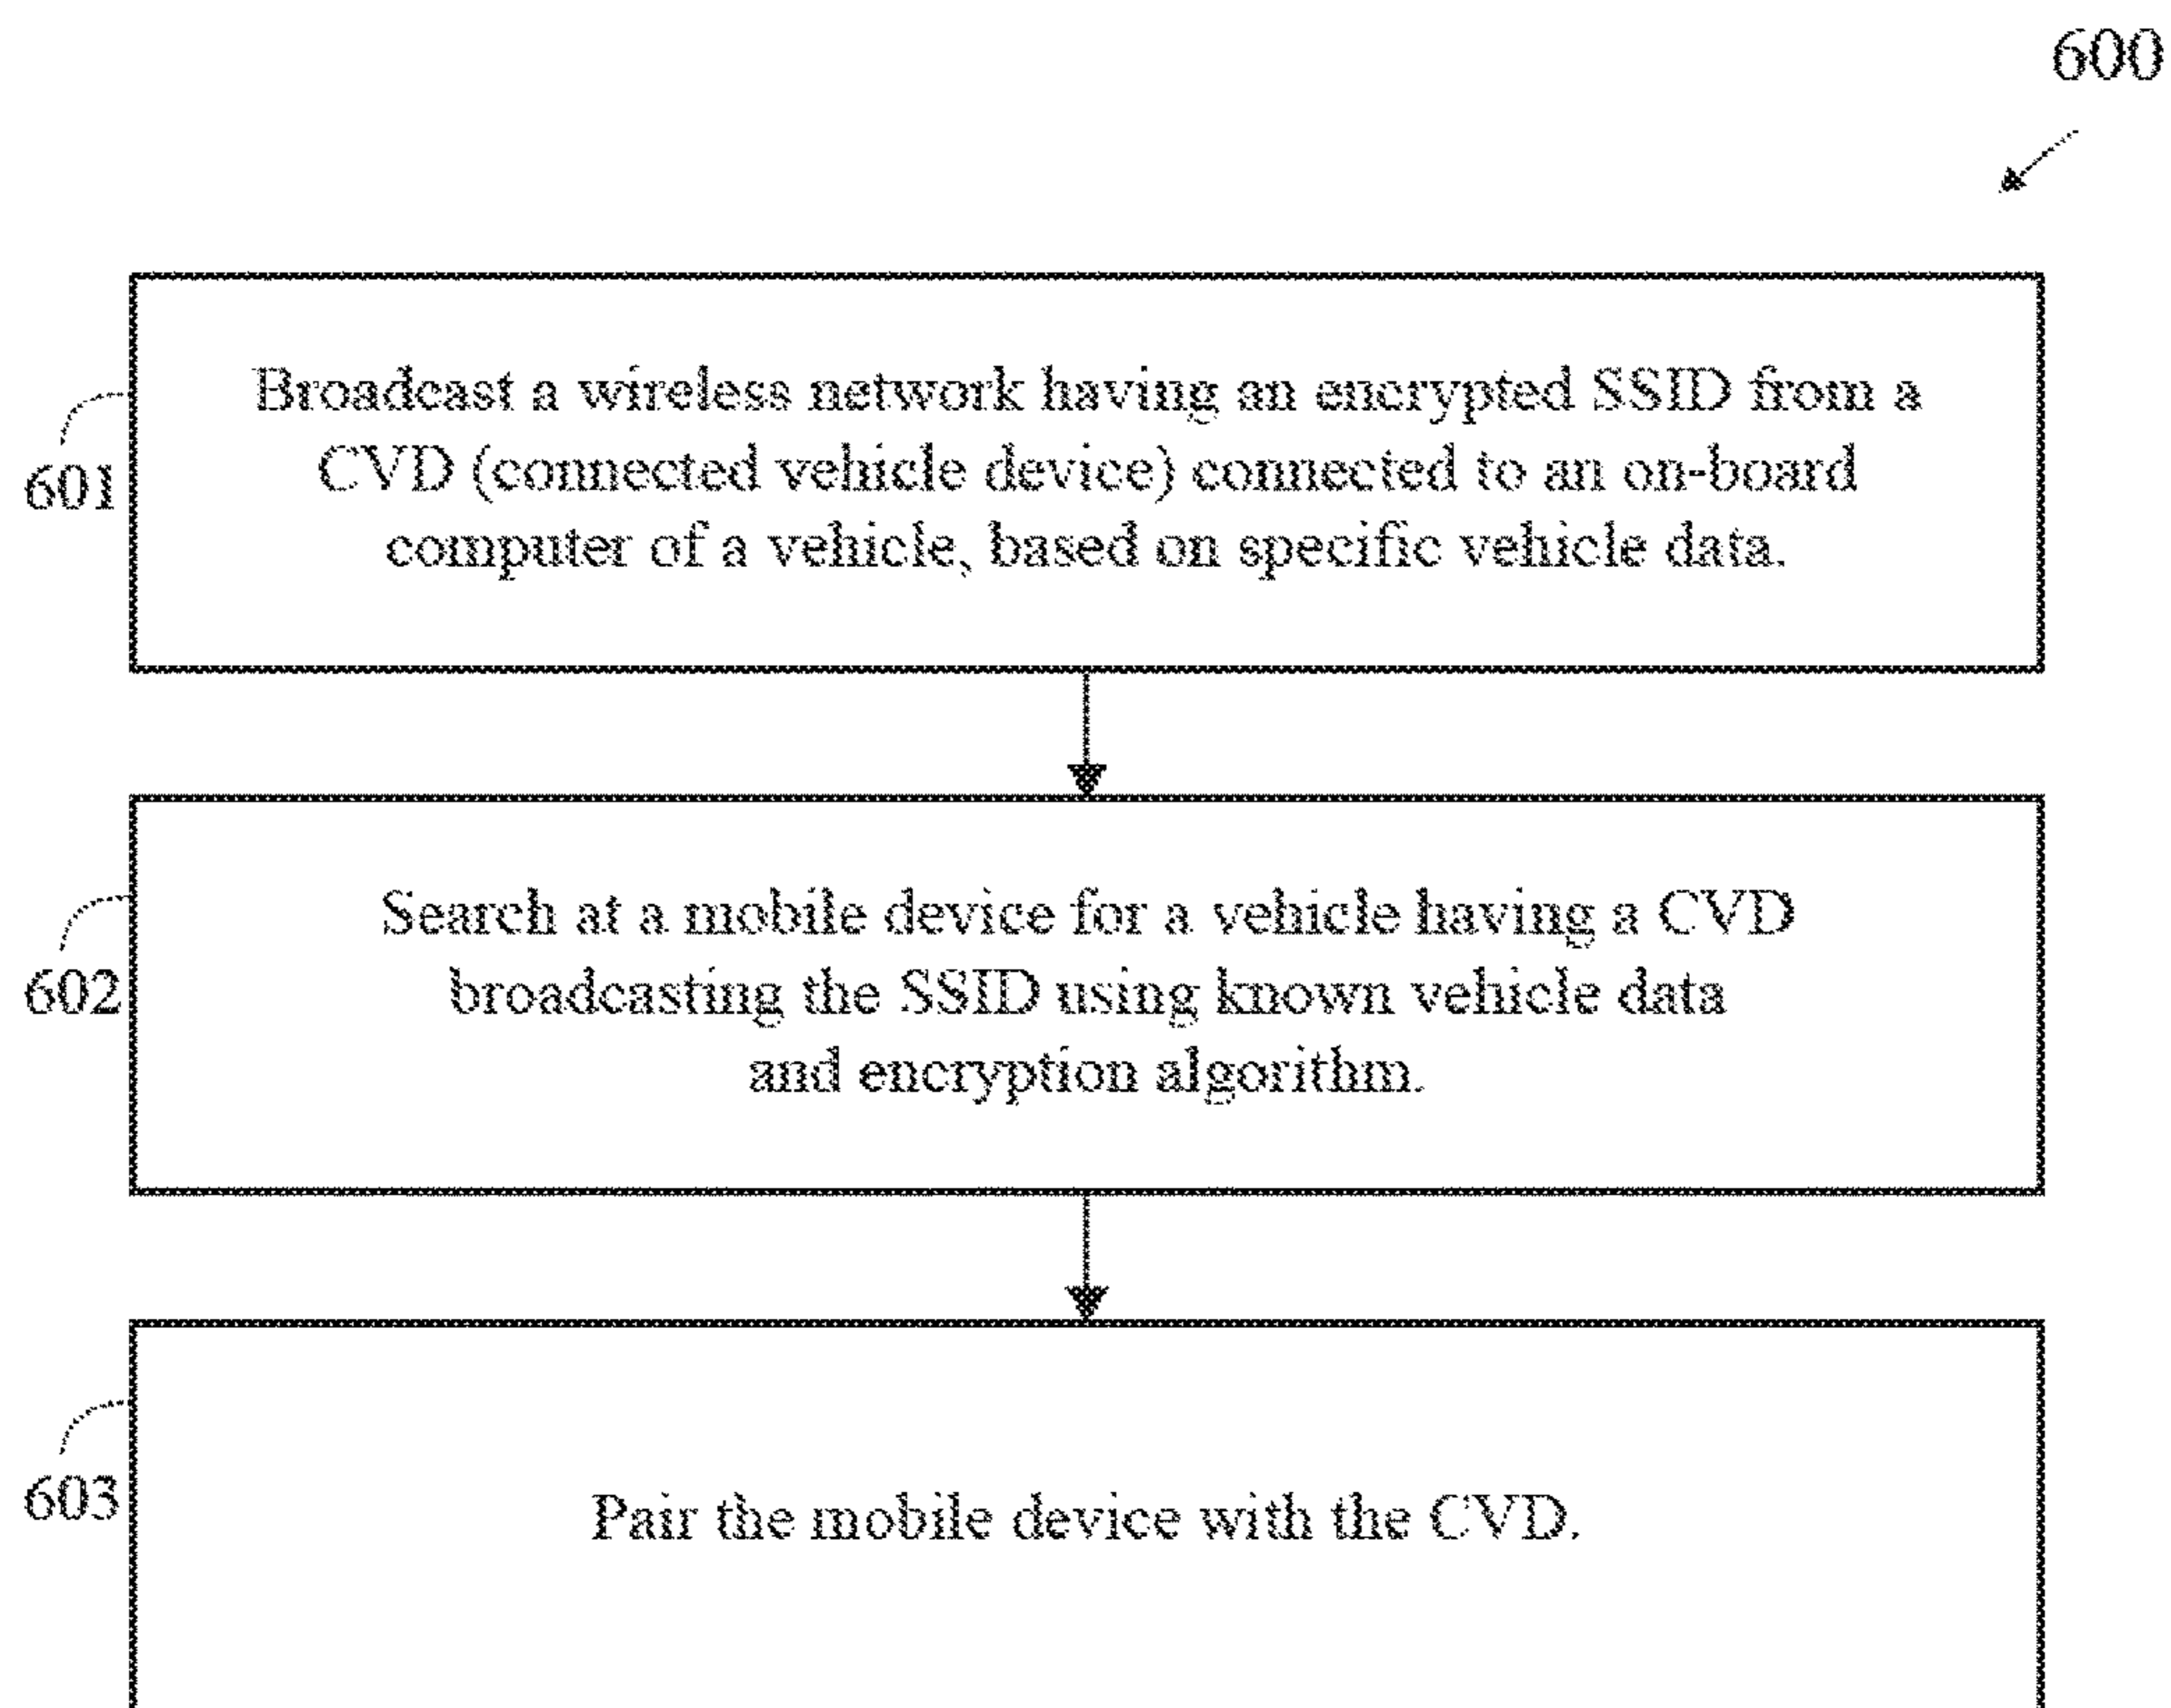 600
Broadcast a wireless network having an encrypted SSID from a
CVD (connected vehicle device) connected to an on-board
computer of a vehicle, based on specific vehicle data.
601
Search at a mobile device for a vehicle having a CVD
broadcasting the SSID using known vehicle data
and encryption algorithm.
602
Pair the mobile device with the CVD.
603